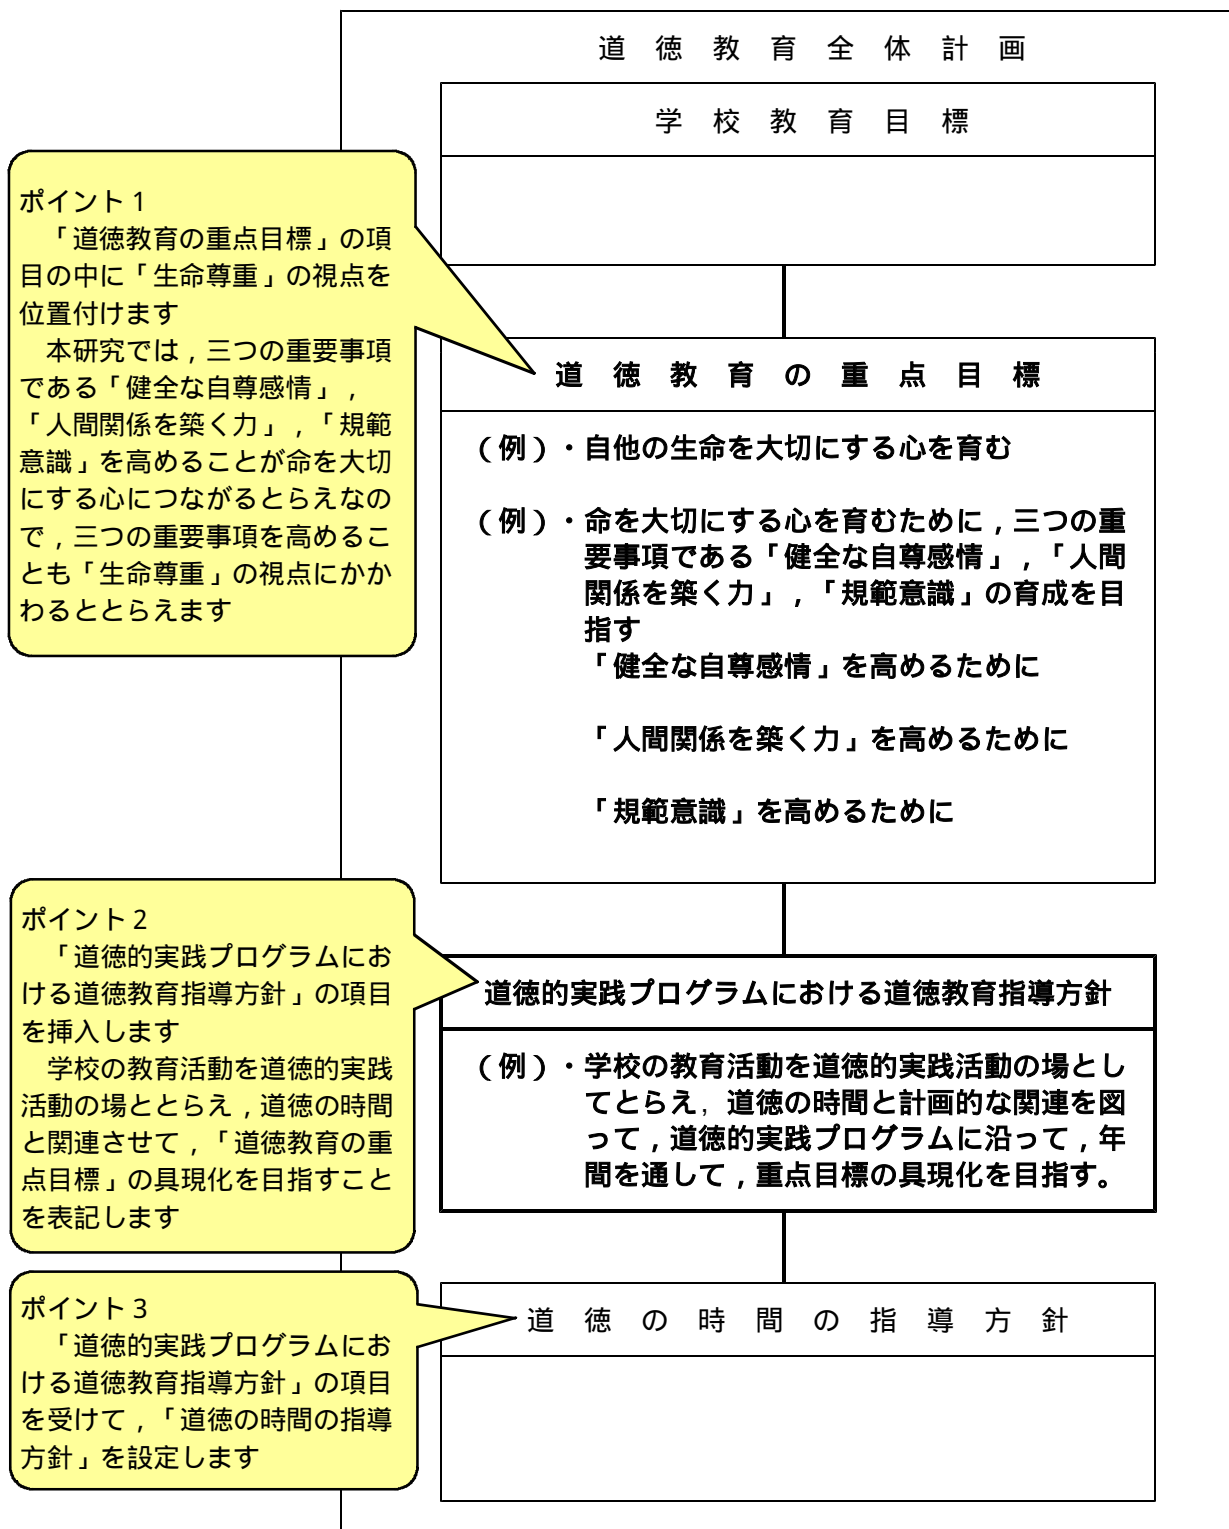 道徳教育全体計画
学校教育目標
ポイント1
「道徳教育の重点目標」の項
目の中に「生命尊重」の視点を
位置付けます
本研究では，三つの重要事項
である「健全な自尊感情」，
「人間関係を築く力」，「規範
意識」を高めることが命を大切
にする心につながるとらえなの
で，三つの重要事項を高めるこ
とも「生命尊重」の視点にかか
わるととらえます
道徳教育の重点目標
（例）・自他の生命を大切にする心を育む
（例）・命を大切にする心を育むために，三つの重
要事項である「健全な自尊感情」，「人間
関係を築く力」，「規範意識」の育成を目
指す
「健全な自尊感情」を高めるために
「人間関係を築く力」を高めるために
「規範意識」を高めるために
ポイント2
「道徳的実践プログラムにお
ける道徳教育指導方針」の項目
を挿入します
学校の教育活動を道徳的実践
活動の場ととらえ，道徳の時間
と関連させて，「道徳教育の重
点目標」の具現化を目指すこと
を表記します
道徳的実践プログラムにおける道徳教育指導方針
（例）・学校の教育活動を道徳的実践活動の場とし
てとらえ，道徳の時間と計画的な関連を図
って，道徳的実践プログラムに沿って，年
間を通して，重点目標の具現化を目指す。
ポイント3
「道徳的実践プログラムにお
ける道徳教育指導方針」の項目
を受けて，「道徳の時間の指導
方針」を設定します
道徳の時間の指導方針